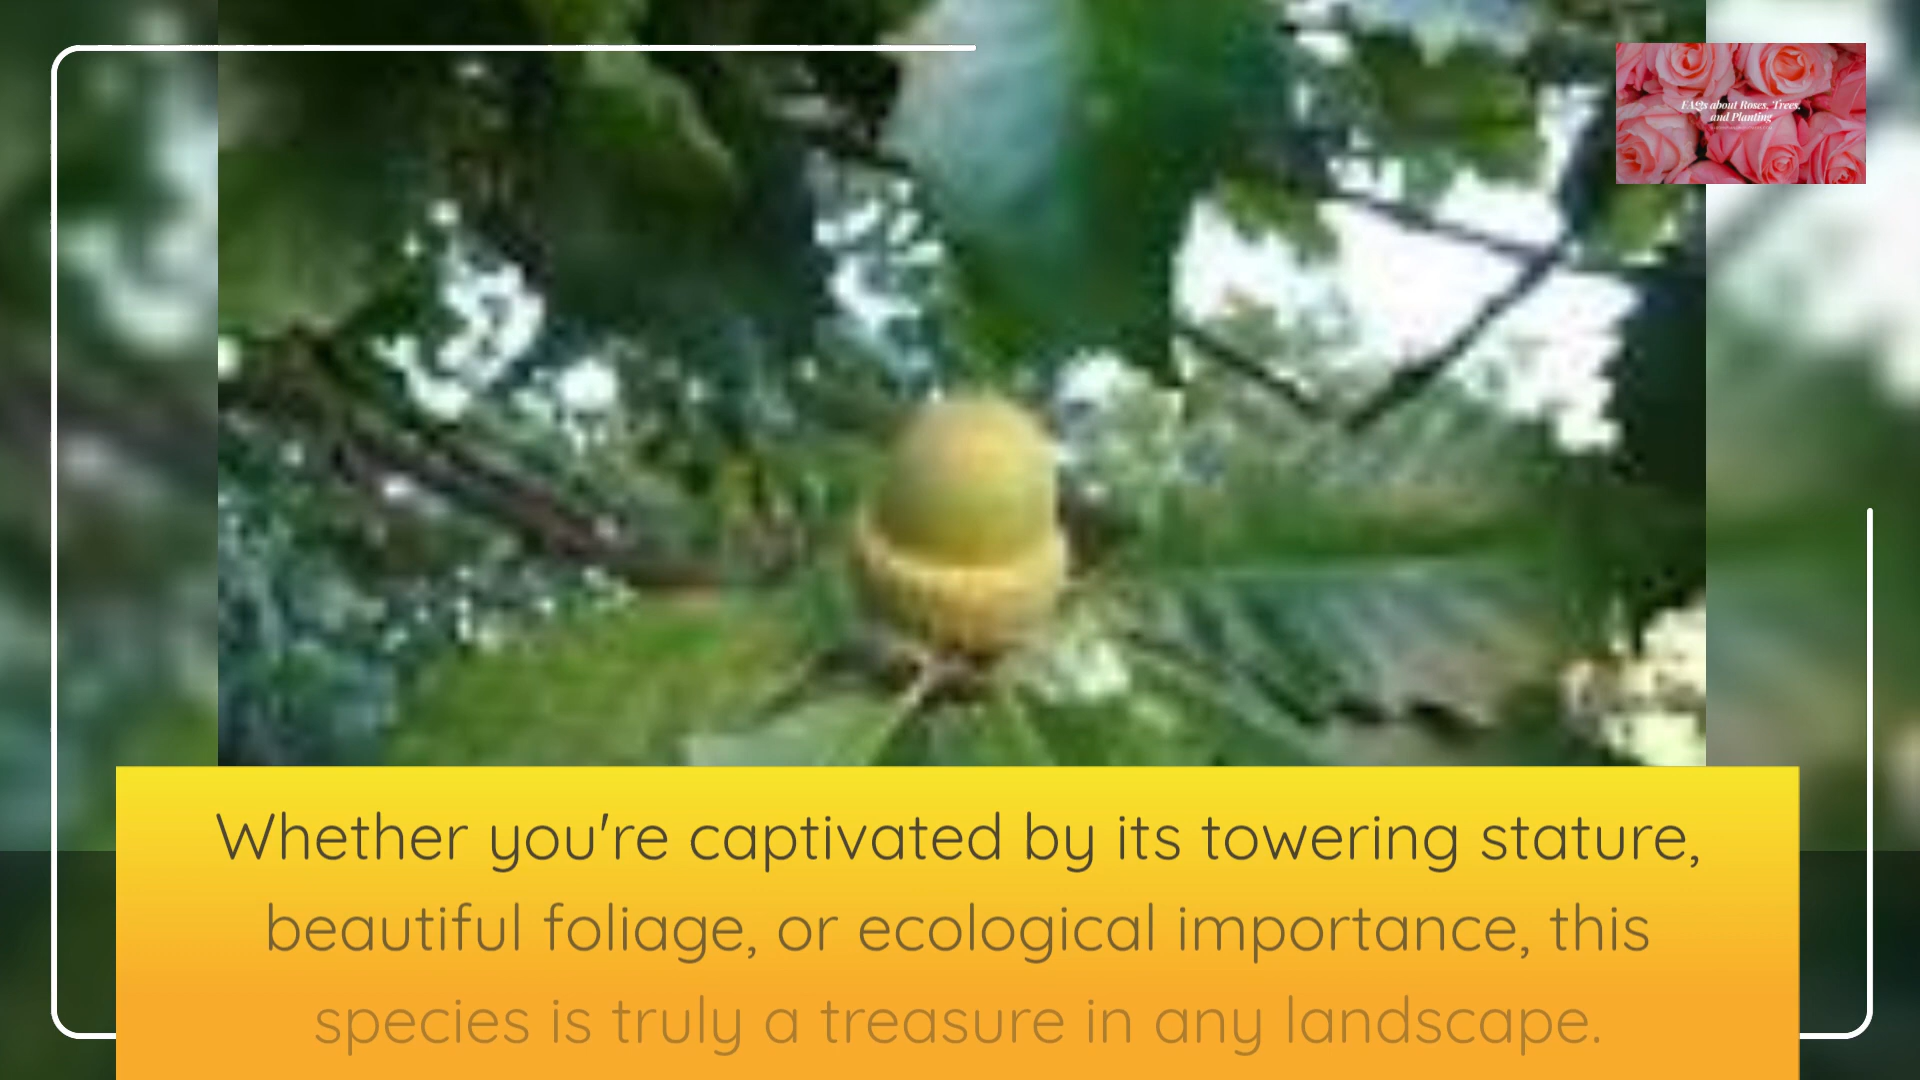 FAQs about Roses, Trees,
and Planting
Whether you're captivated by its towering stature,
beautiful foliage, or ecological importance, this
species is truly a treasure in any landscape.